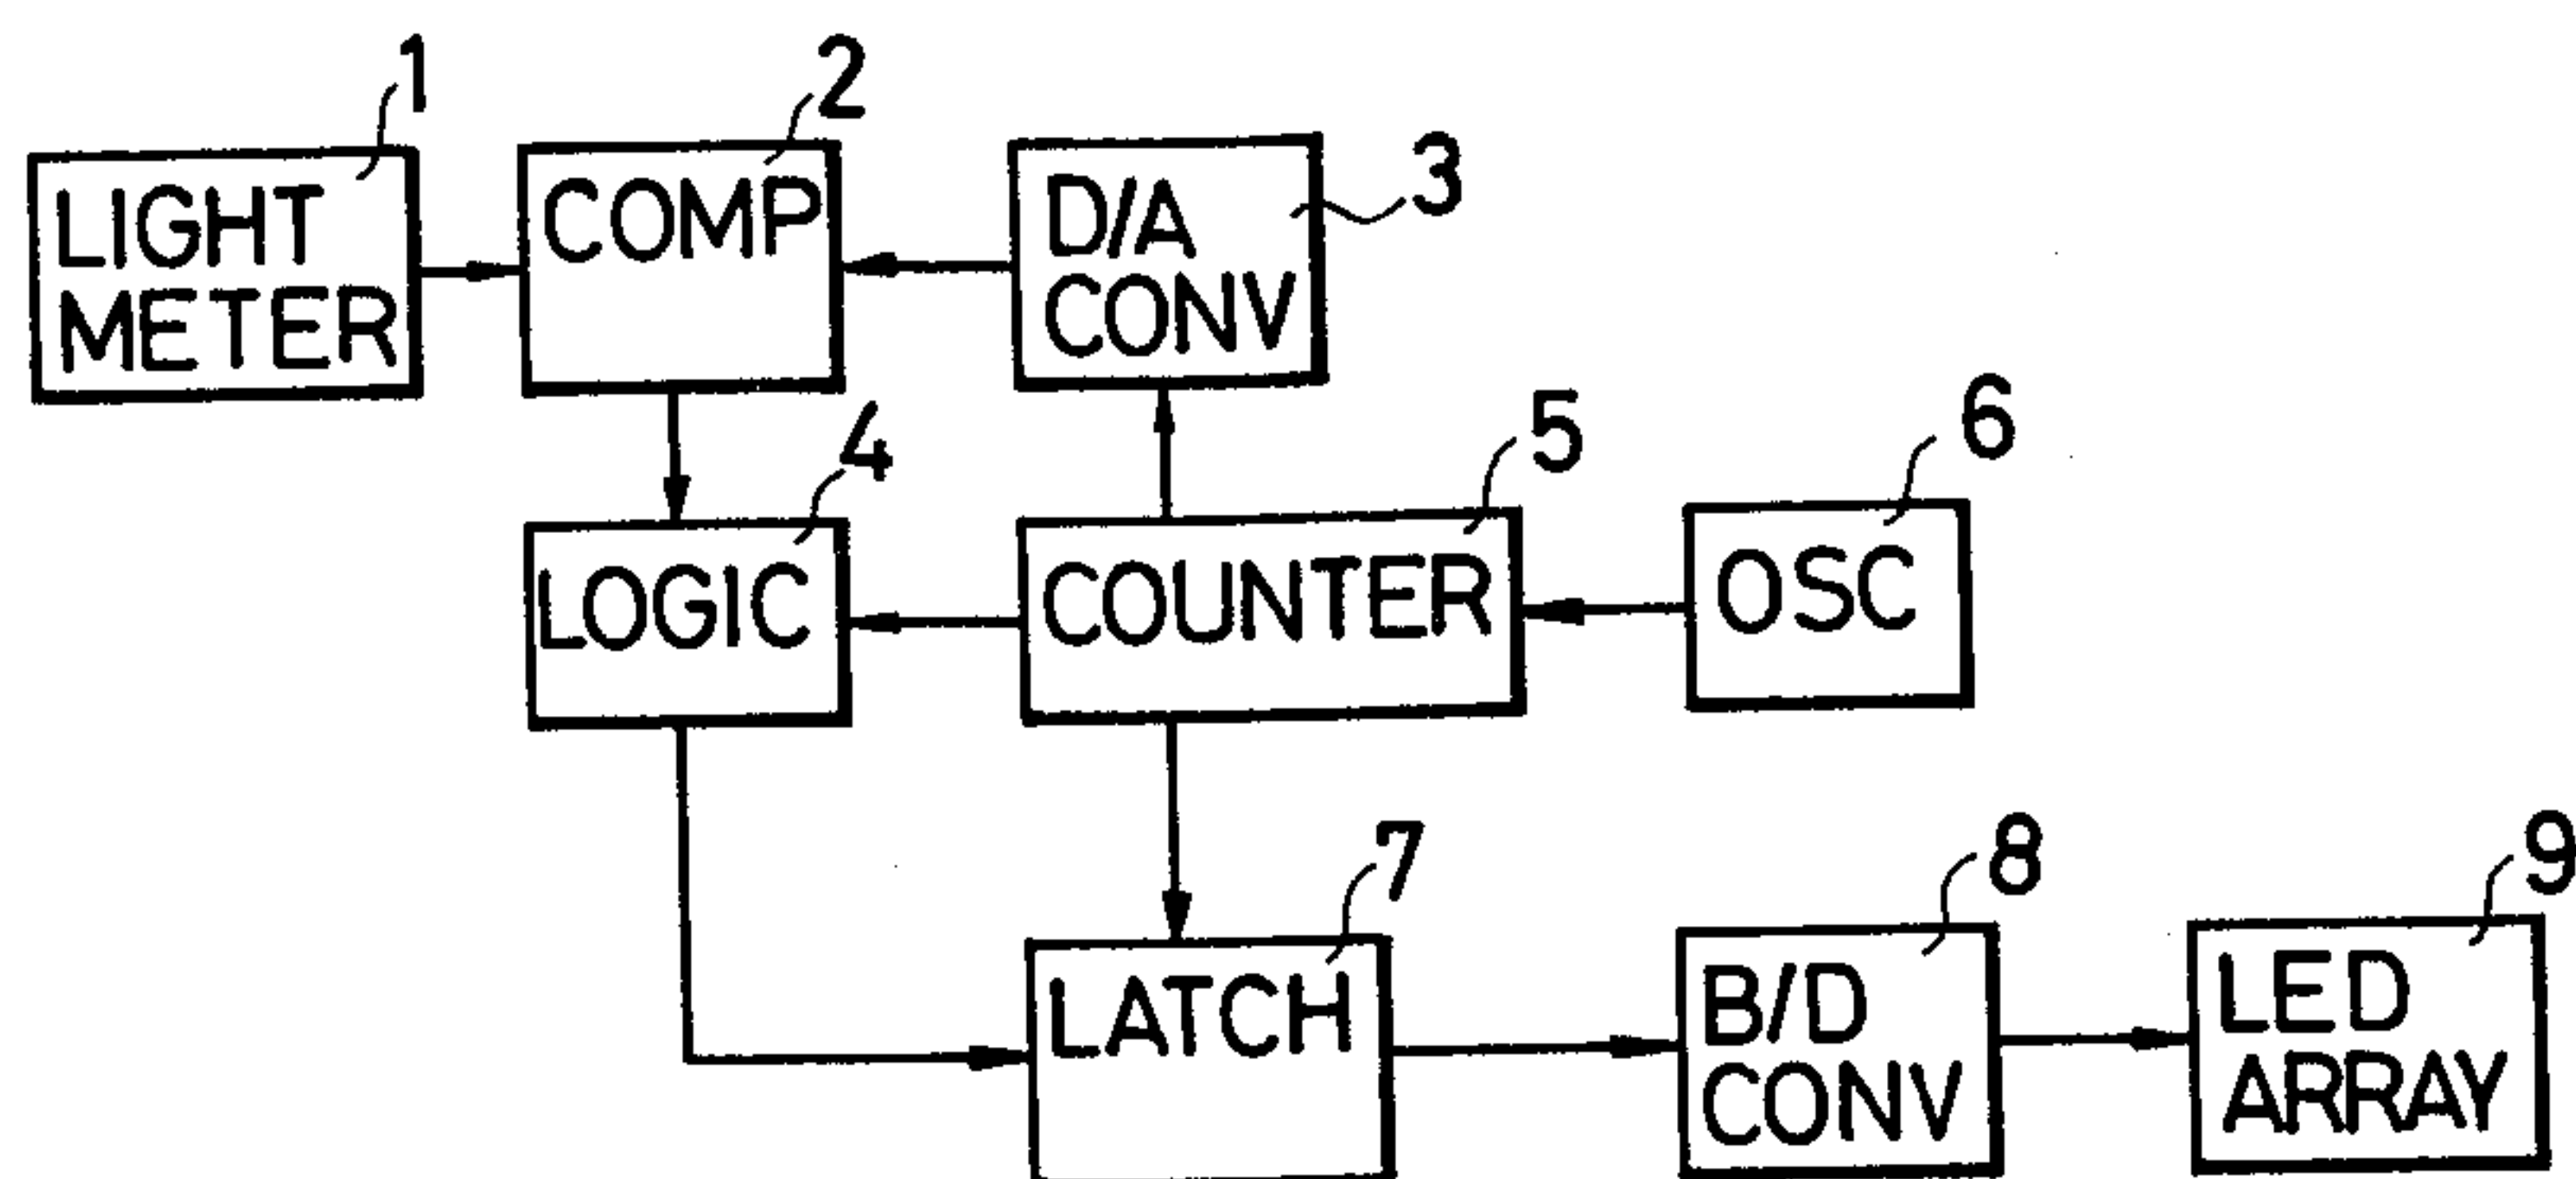 1
2
3
LIGHT
METER
COMP
D/A
CONV
4
5
6
LOGIC
COUNTER
OSC
7
8
9
LATCH
B/D
CONV
LED
ARRAY